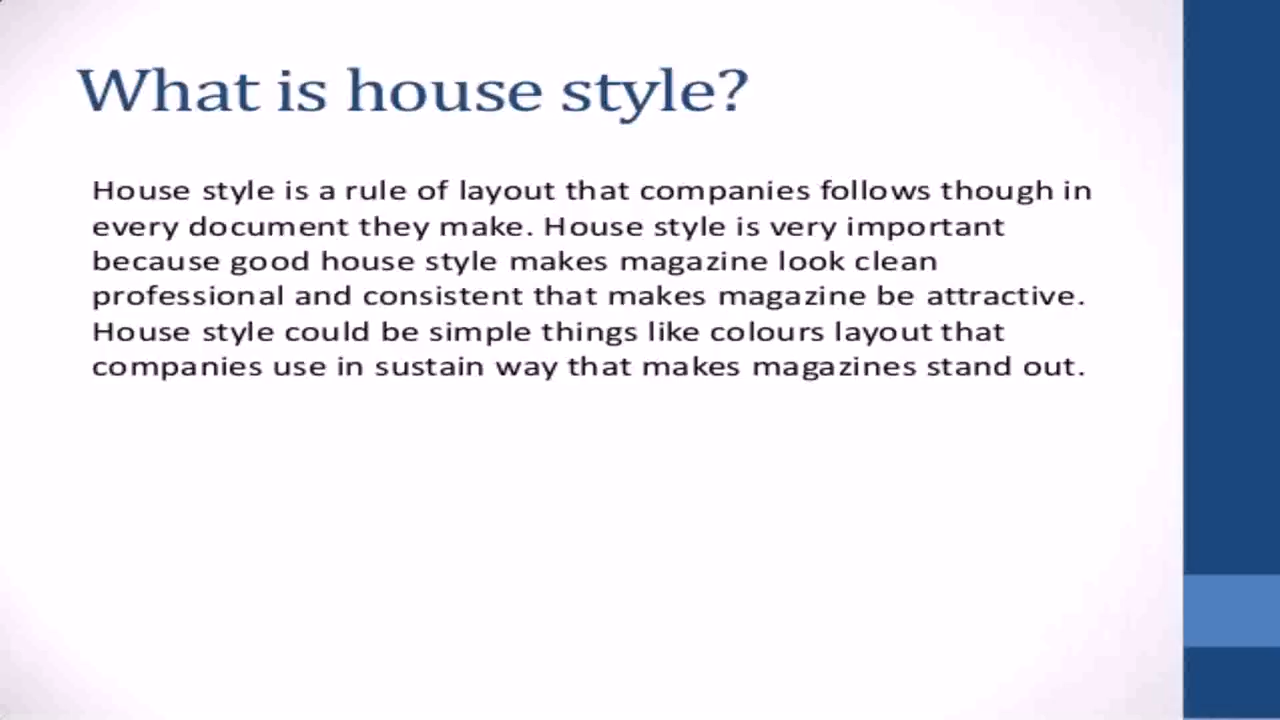 What is house style?
House style is a rule of layout that companies follows though in
every document they make. House style is very important
because good house style makes magazine look clean
professional and consistent that makes magazine be attractive.
House style could be simple things like colours layout that
companies use in sustain way that makes magazines stand out.